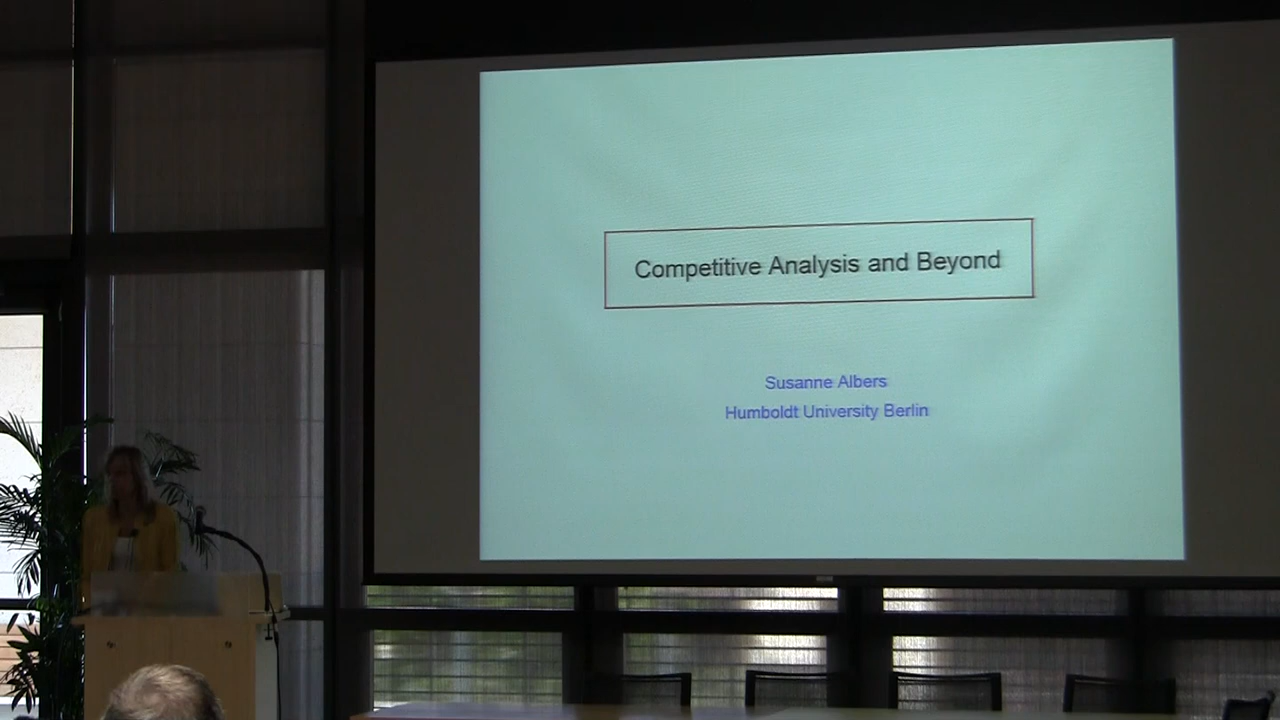 Competitive Analysis and Beyond
Susanne Albers
Humboldt University Berlin